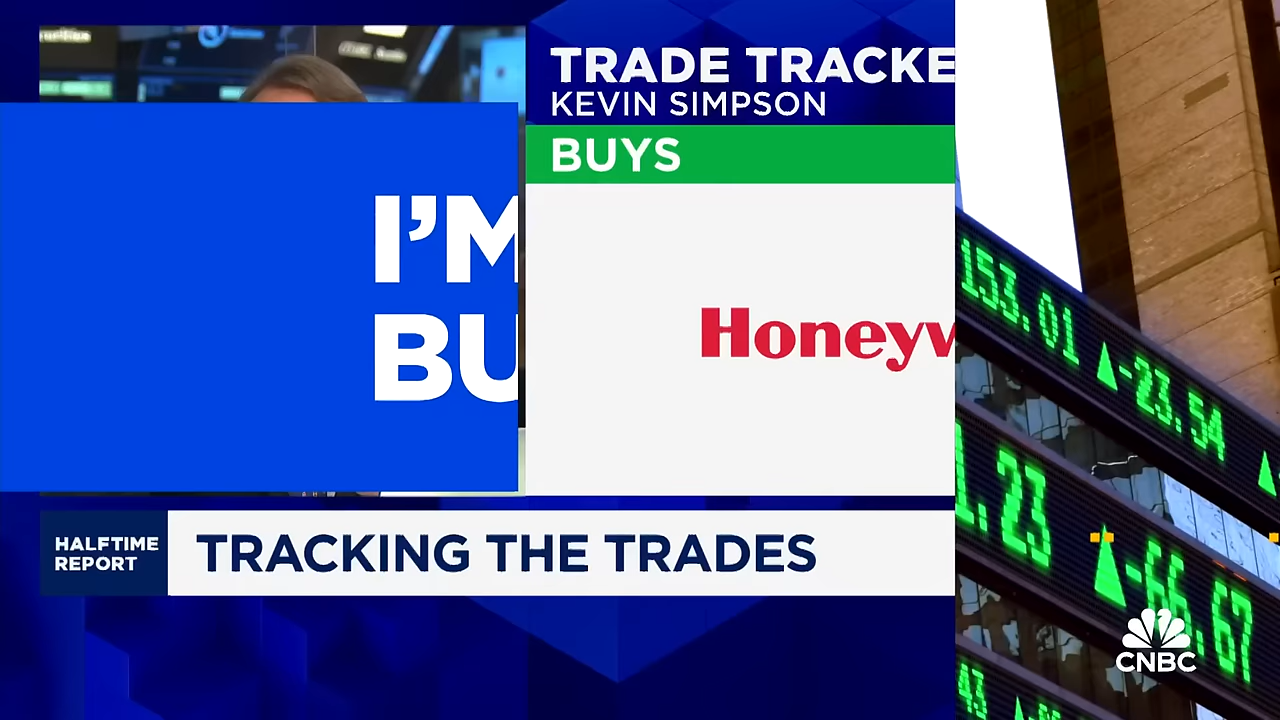 TRADE TRACKE
KEVIN SIMPSON
BUYS
I'M
BU
Honeyw
HALFTIME
REPORT
TRACKING THE TRADES
153.01 ▲-23.54
1.23 ▲-66.67
CNBC